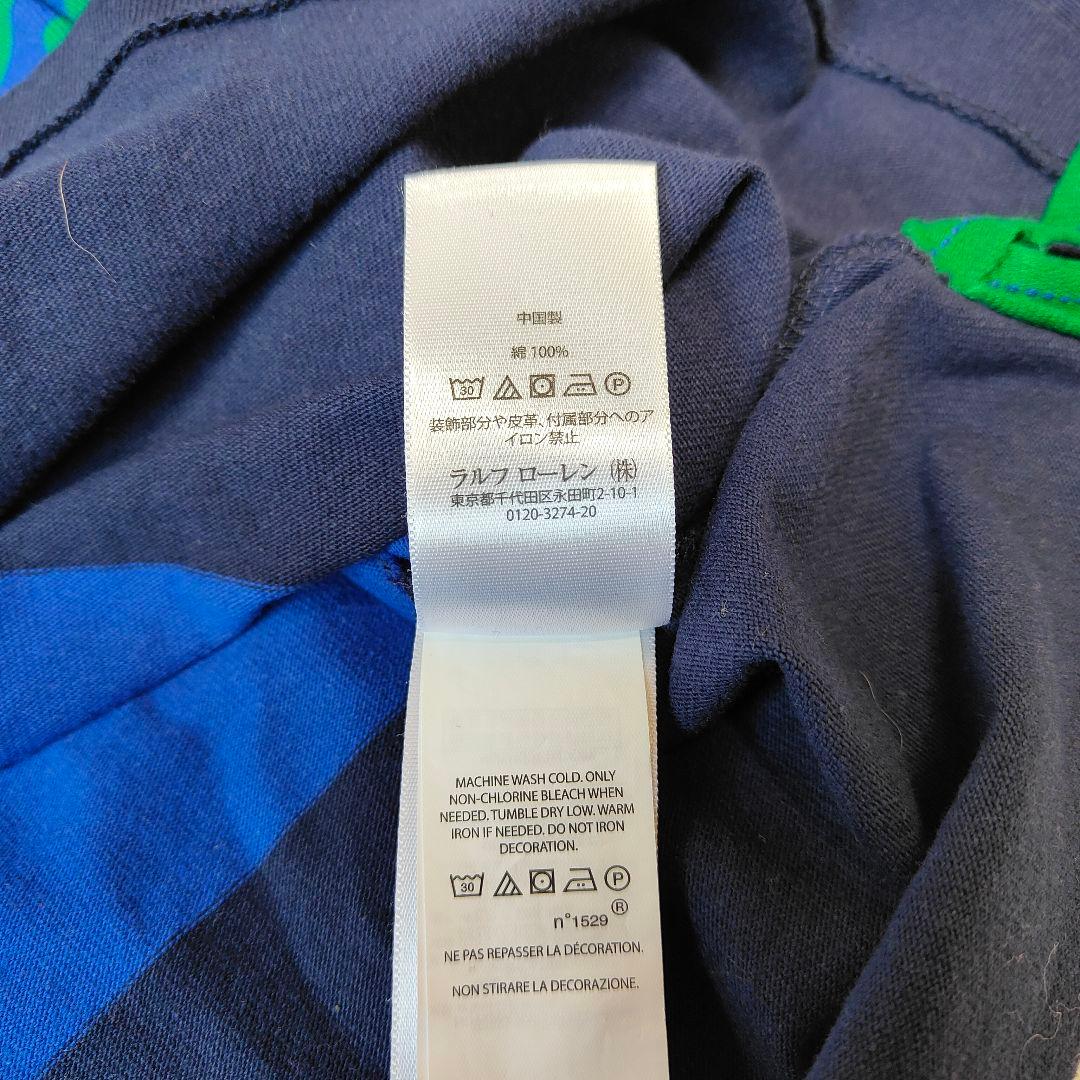 中国製
綿 100%
30 P
装飾部分や皮革、付属部分へのア
イロン禁止
ラルフ ローレン (株)
東京都千代田区永田町2-10-1
0120-3274-20
MACHINE WASH COLD. ONLY
NON-CHLORINE BLEACH WHEN
NEEDED. TUMBLE DRY LOW. WARM
IRON IF NEEDED. DO NOT IRON
DECORATION.
30 P
n°1529 ®
NE PAS REPASSER LA DÉCORATION.
NON STIRARE LA DECORAZIONE.